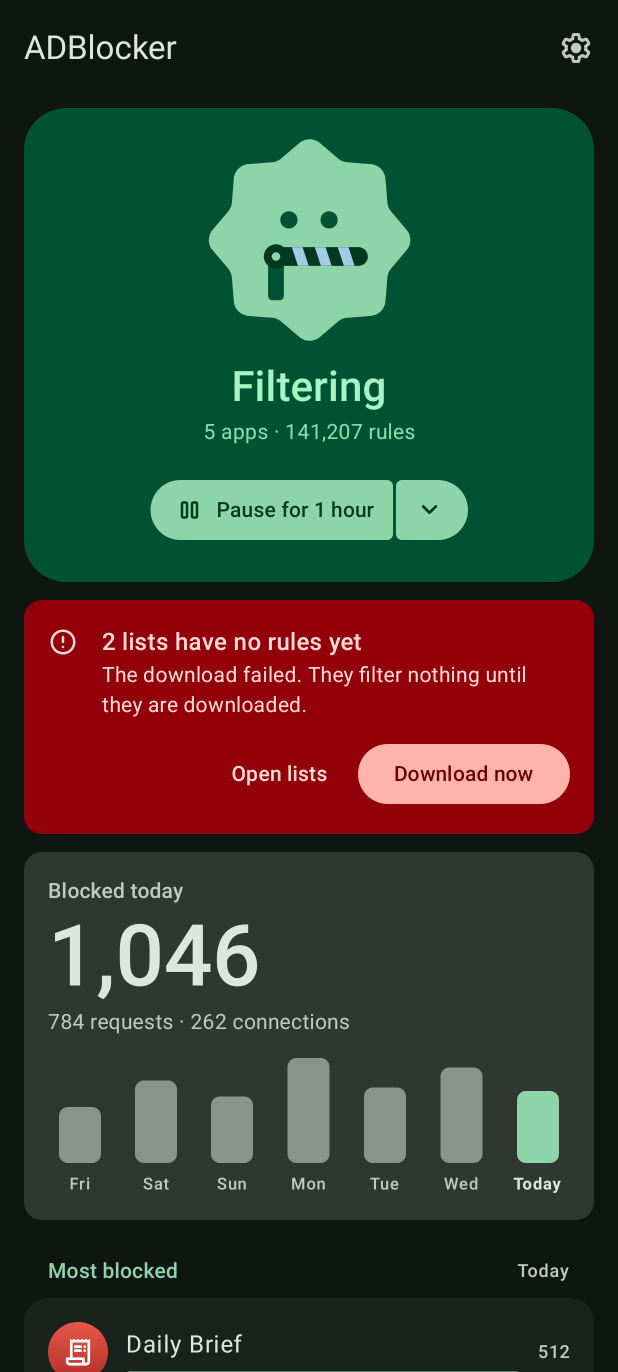 ADBlocker
Filtering
5 apps · 141,207 rules
Pause for 1 hour
2 lists have no rules yet
The download failed. They filter nothing until
they are downloaded.
Open lists
Download now
Blocked today
1,046
784 requests · 262 connections
Fri Sat Sun Mon Tue Wed Today
Most blocked Today
Daily Brief 512